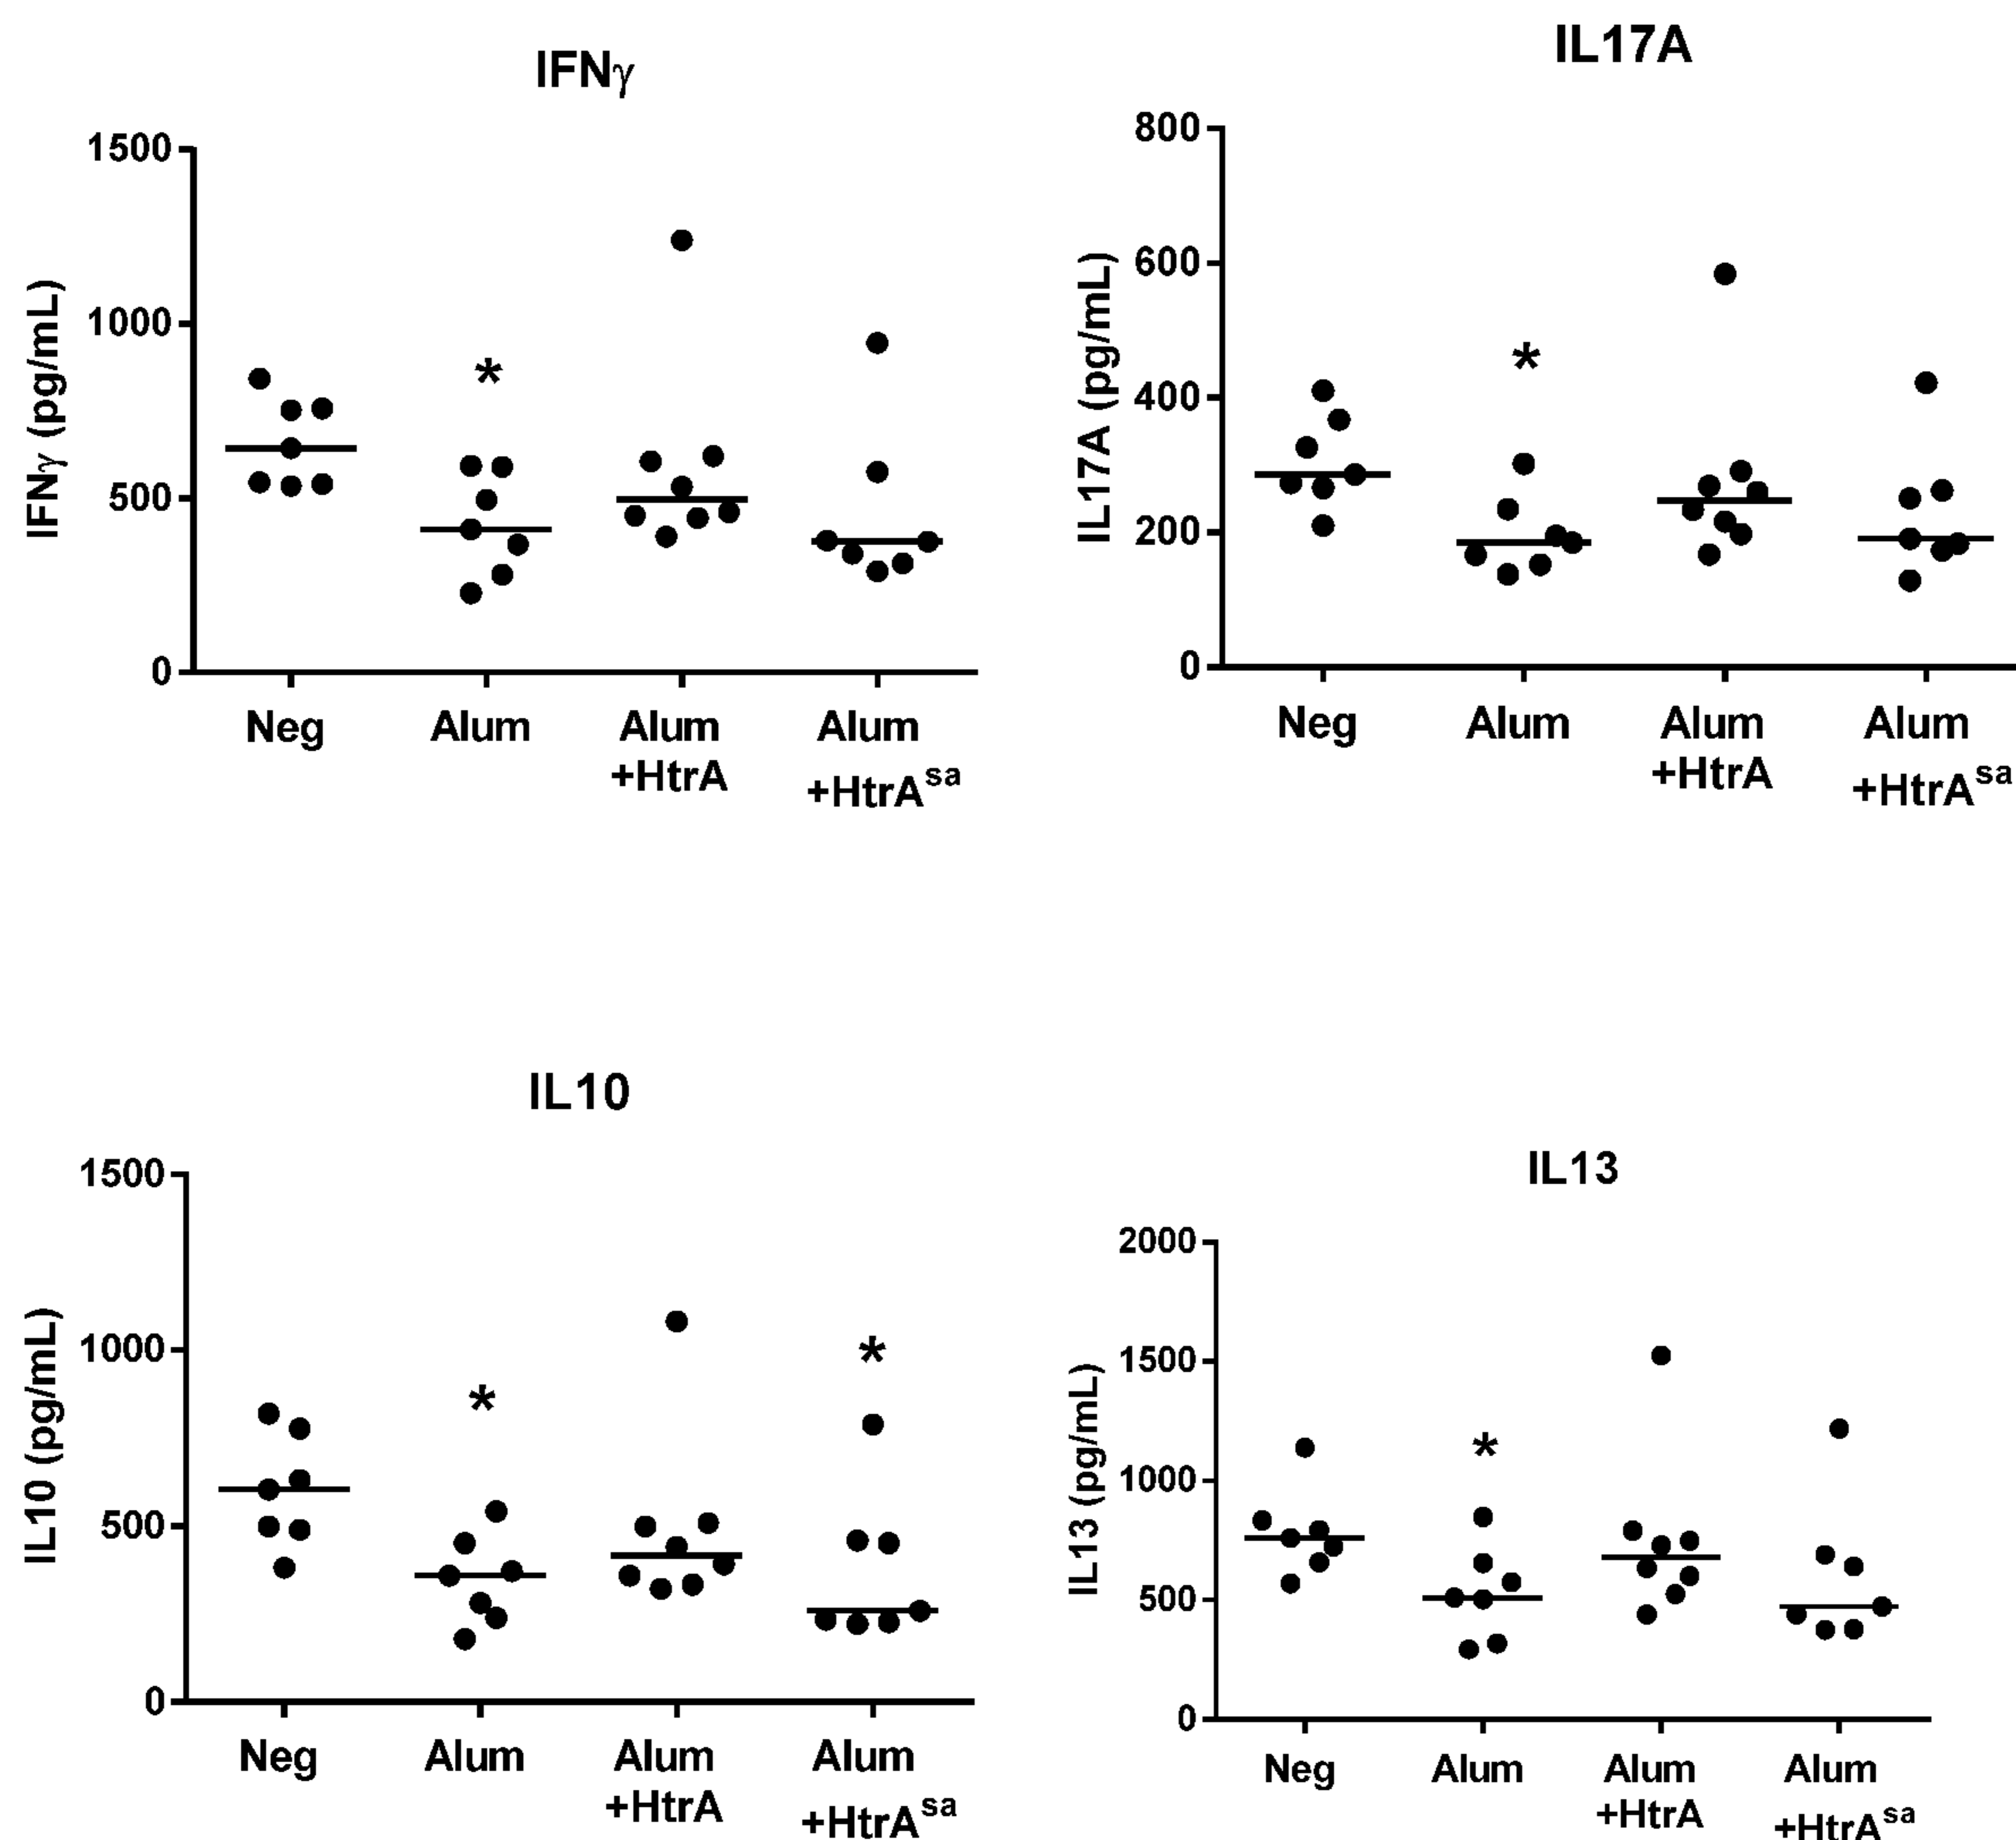 IFNγ
IFNγ (pg/mL)
1500
1000
500
0
*
Neg
Alum
Alum
+HtrA
Alum
+HtrAsa
IL17A
IL17A (pg/mL)
800
600
400
200
0
*
Neg
Alum
Alum
+HtrA
Alum
+HtrAsa
IL10
IL10 (pg/mL)
1500
1000
500
0
*
*
Neg
Alum
Alum
+HtrA
Alum
+HtrAsa
IL13
IL13 (pg/mL)
2000
1500
1000
500
0
*
Neg
Alum
Alum
+HtrA
Alum
+HtrAsa